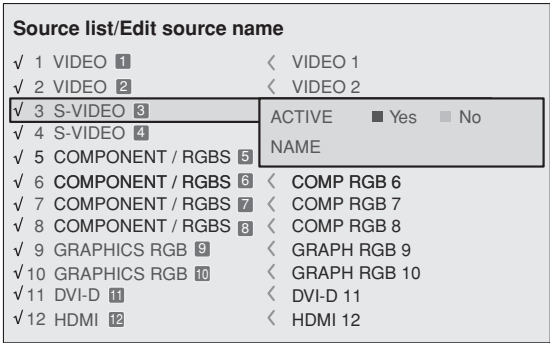 Source list/Edit source name
√ 1 VIDEO 1 〈 VIDEO 1
√ 2 VIDEO 2 〈 VIDEO 2
√ 3 S-VIDEO 3 ACTIVE ■ Yes ■ No
√ 4 S-VIDEO 4 NAME
√ 5 COMPONENT / RGBS 5
√ 6 COMPONENT / RGBS 6 〈 COMP RGB 6
√ 7 COMPONENT / RGBS 7 〈 COMP RGB 7
√ 8 COMPONENT / RGBS 8 〈 COMP RGB 8
√ 9 GRAPHICS RGB 9 〈 GRAPH RGB 9
√ 10 GRAPHICS RGB 10 〈 GRAPH RGB 10
√ 11 DVI-D 11 〈 DVI-D 11
√ 12 HDMI 12 〈 HDMI 12